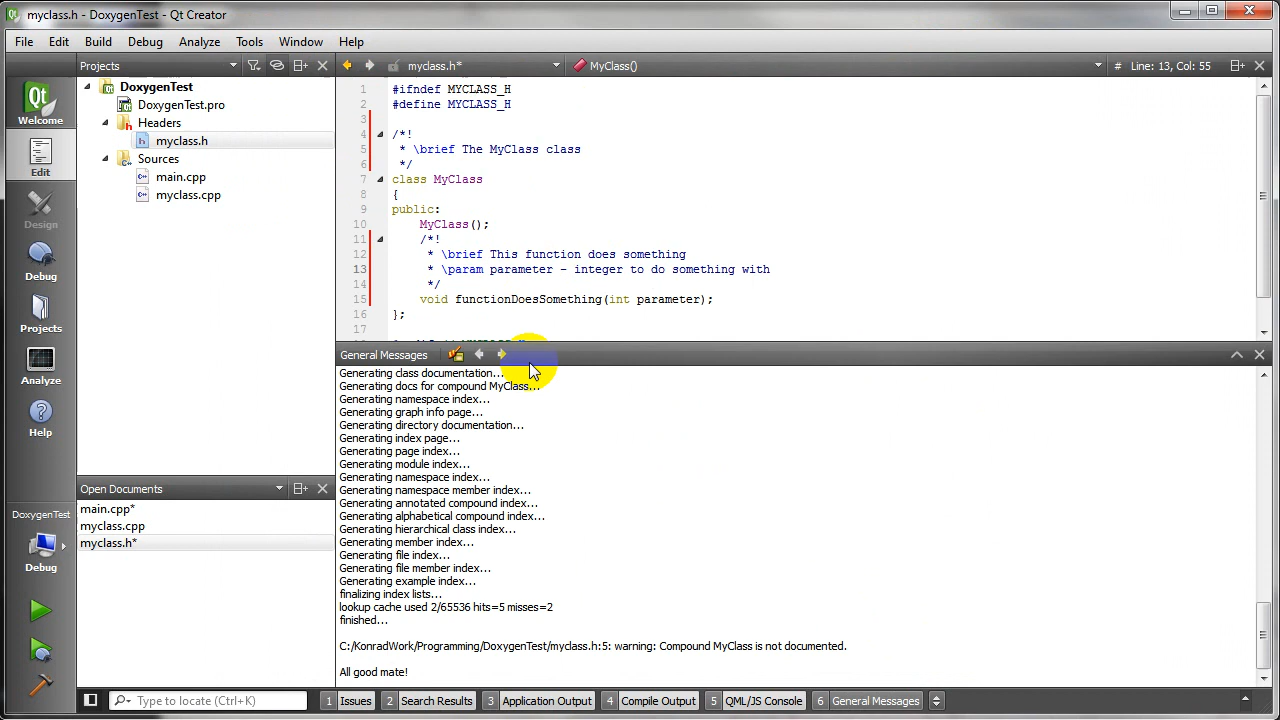 myclass.h - DoxygenTest - Qt Creator
File Edit Build Debug Analyze Tools Window Help
Projects
myclass.h*
MyClass()
# Line: 13, Col: 55
Welcome
Edit
Design
Debug
Projects
Analyze
Help
DoxygenTest
Debug
DoxygenTest
DoxygenTest.pro
Headers
myclass.h
Sources
main.cpp
myclass.cpp
Open Documents
main.cpp*
myclass.cpp
myclass.h*
1 #ifndef MYCLASS_H
2 #define MYCLASS_H
3
4 /*!
5 * \brief The MyClass class
6 */
7 class MyClass
8 {
9 public:
10 MyClass();
11 /*!
12 * \brief This function does something
13 * \param parameter - integer to do something with
14 */
15 void functionDoesSomething(int parameter);
16 };
17
General Messages
Generating class documentation...
Generating docs for compound MyClass...
Generating namespace index...
Generating graph info page...
Generating directory documentation...
Generating index page...
Generating page index...
Generating module index...
Generating namespace index...
Generating namespace member index...
Generating annotated compound index...
Generating alphabetical compound index...
Generating hierarchical class index...
Generating member index...
Generating file index...
Generating file member index...
Generating example index...
finalizing index lists...
lookup cache used 2/65536 hits=5 misses=2
finished...
C:/KonradWork/Programming/DoxygenTest/myclass.h:5: warning: Compound MyClass is not documented.
All good mate!
Type to locate (Ctrl+K)
1 Issues 2 Search Results 3 Application Output 4 Compile Output 5 QML/JS Console 6 General Messages